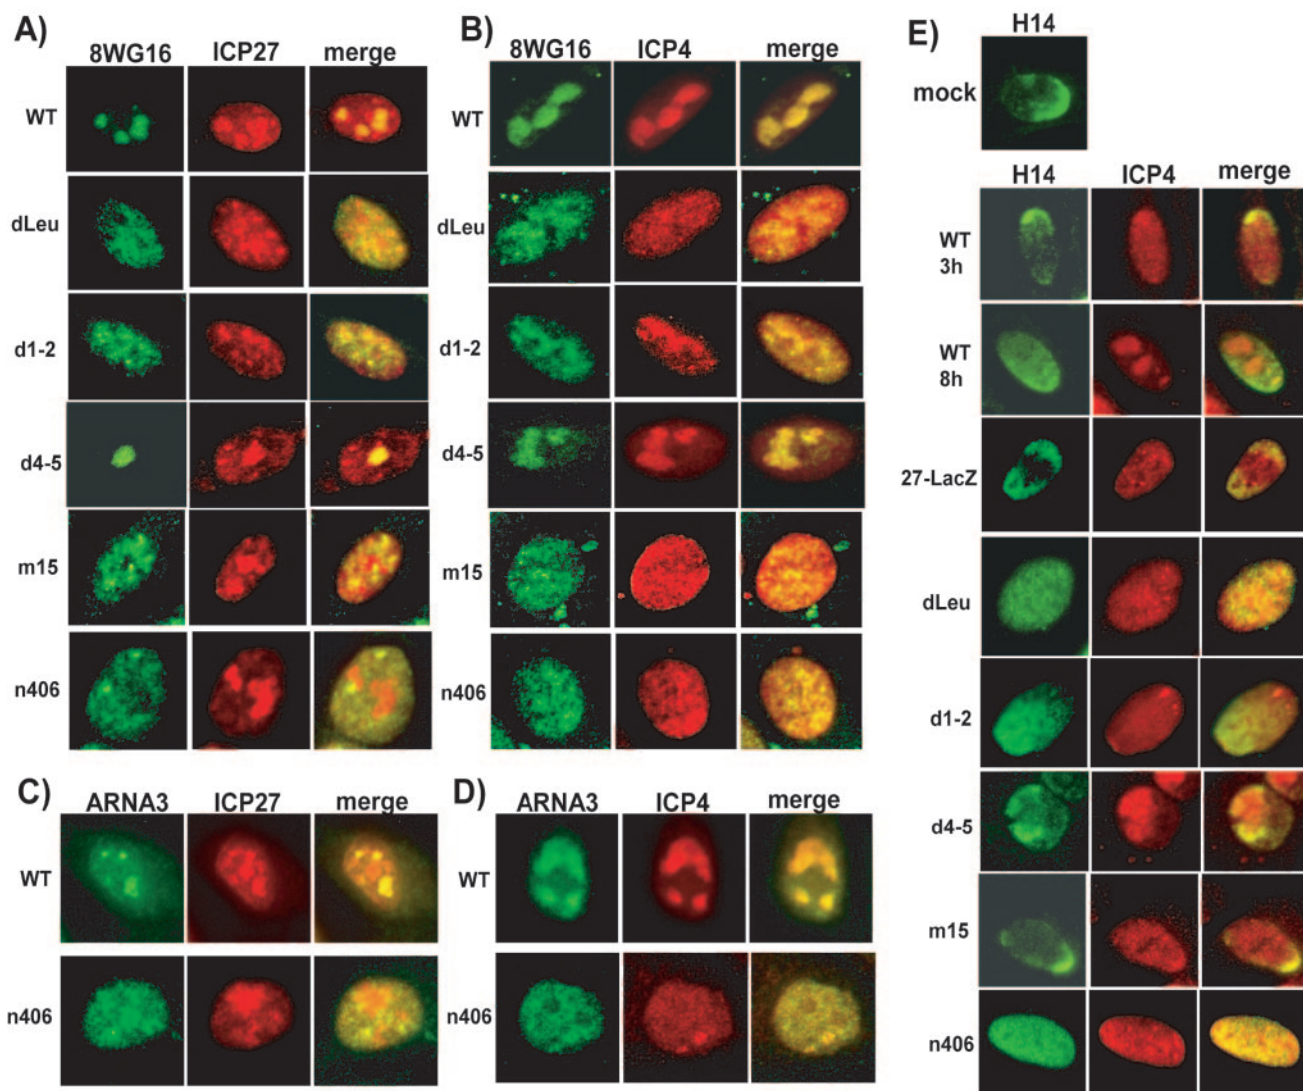 A)
8WG16 ICP27 merge
WT
dLeu
d1-2
d4-5
m15
n406
B)
8WG16 ICP4 merge
WT
dLeu
d1-2
d4-5
m15
n406
C)
ARNA3 ICP27 merge
WT
n406
D)
ARNA3 ICP4 merge
WT
n406
E)
H14
mock
H14 ICP4 merge
WT
3h
WT
8h
27-LacZ
dLeu
d1-2
d4-5
m15
n406